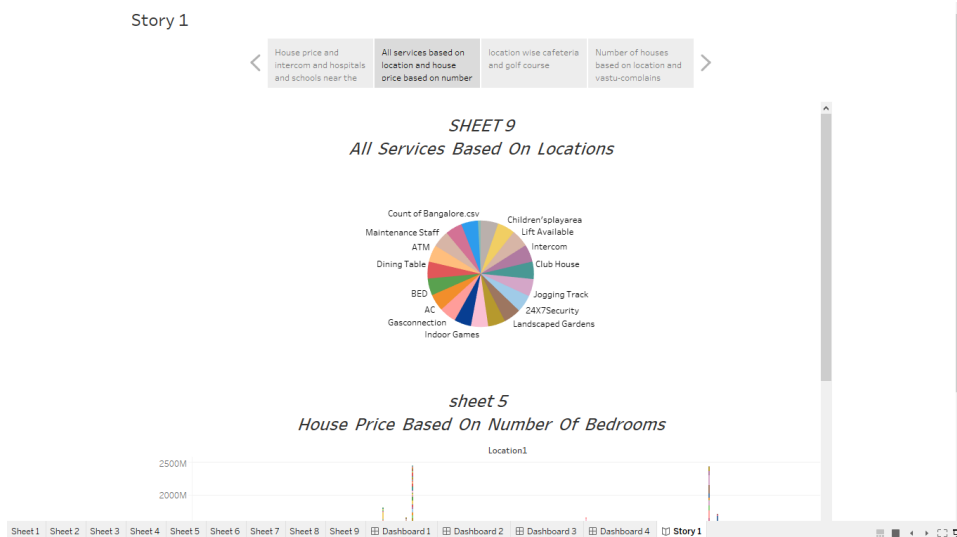 Story 1
House price and
intercom and hospitals
and schools near the
All services based on
location and house
price based on number
location wise cafeteria
and golf course
Number of houses
based on location and
vastu-complains
SHEET 9
All Services Based On Locations
Count of Bangalore.csv
Children'splayarea
Maintenance Staff
Lift Available
ATM
Intercom
Dining Table
Club House
BED
Jogging Track
AC
24X7Security
Gasconnection
Landscaped Gardens
Indoor Games
sheet 5
House Price Based On Number Of Bedrooms
Location1
2500M
2000M
Sheet 1 Sheet 2 Sheet 3 Sheet 4 Sheet 5 Sheet 6 Sheet 7 Sheet 8 Sheet 9 Dashboard 1 Dashboard 2 Dashboard 3 Dashboard 4 Story 1